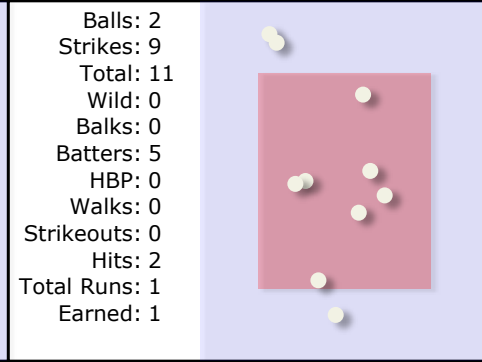 Balls: 2
Strikes: 9
Total: 11
Wild: 0
Balks: 0
Batters: 5
HBP: 0
Walks: 0
Strikeouts: 0
Hits: 2
Total Runs: 1
Earned: 1